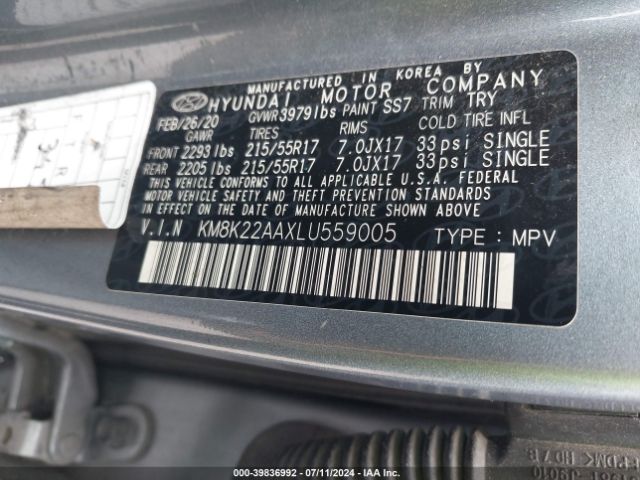 MANUFACTURED IN KOREA BY
HYUNDAI MOTOR COMPANY
FEB/26/20 GVWR 3979lbs PAINT SS7 TRIM TRY
GAWR TIRES RIMS COLD TIRE INFL
FRONT 2293lbs 215/55R17 7.0JX17 33psi SINGLE
REAR 2205lbs 215/55R17 7.0JX17 33psi SINGLE
THIS VEHICLE CONFORMS TO ALL APPLICABLE U.S.A. FEDERAL
MOTOR VEHICLE SAFETY AND THEFT PREVENTION STANDARDS
IN EFFECT ON THE DATE OF MANUFACTURE SHOWN ABOVE.
V.I.N KM8K22AAXLU559005 TYPE : MPV
000-39836992 / 07/11/2024 / IAA, LLC